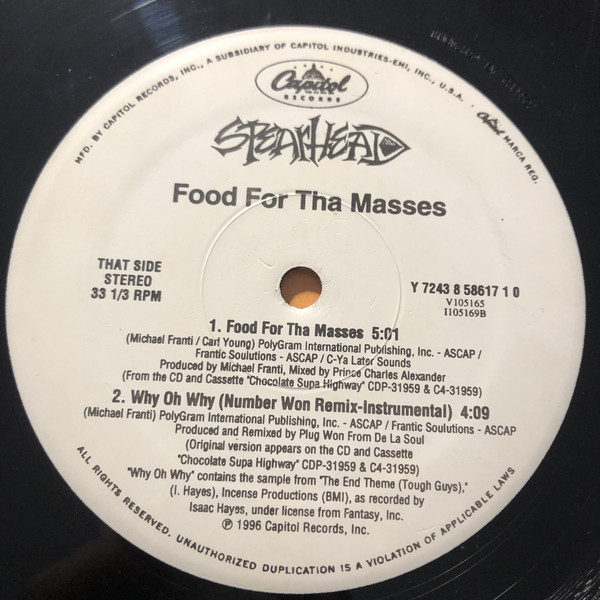 MFD. BY CAPITOL RECORDS, INC., A SUBSIDIARY OF CAPITOL INDUSTRIES-EMI, INC., U.S.A. · Capitol MARCA REG.
Capitol
RECORDS
SPEARHEAD
Food For Tha Masses
THAT SIDE
STEREO
33 1/3 RPM
Y 7243 8 58617 1 0
V105165
I105169B
1. Food For Tha Masses 5:01
(Michael Franti / Carl Young) PolyGram International Publishing, Inc. - ASCAP /
Frantic Soulutions - ASCAP / C-Ya Later Sounds
Produced by Michael Franti, Mixed by Prince Charles Alexander
(From the CD and Cassette "Chocolate Supa Highway" CDP-31959 & C4-31959)
2. Why Oh Why (Number Won Remix-Instrumental) 4:09
(Michael Franti) PolyGram International Publishing, Inc. - ASCAP / Frantic Soulutions - ASCAP
Produced and Remixed by Plug Won From De La Soul
(Original version appears on the CD and Cassette
"Chocolate Supa Highway" CDP-31959 & C4-31959)
"Why Oh Why" contains the sample from "The End Theme (Tough Guys),"
(I. Hayes), Incense Productions (BMI), as recorded by
Isaac Hayes, under license from Fantasy, Inc.
℗ 1996 Capitol Records, Inc.
ALL RIGHTS RESERVED. UNAUTHORIZED DUPLICATION IS A VIOLATION OF APPLICABLE LAWS